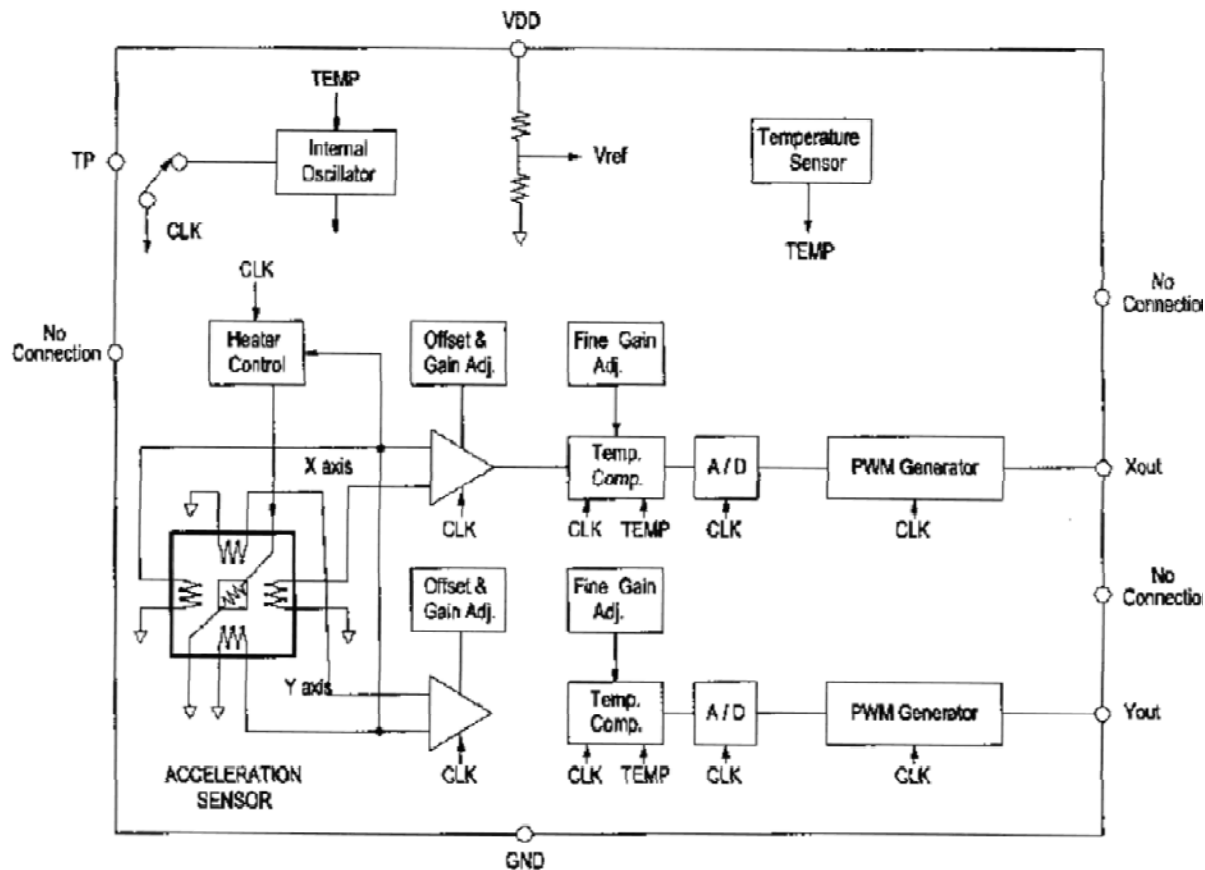 VDD
TEMP
TP
Internal
Oscillator
Vref
Temperature
Sensor
CLK
TEMP
CLK
No
Connection
No
Connection
Heater
Control
Offset &
Gain Adj.
Fine Gain
Adj.
X axis
Temp.
Comp.
A / D
PWM Generator
Xout
CLK
CLK
TEMP
CLK
CLK
Offset &
Gain Adj.
Fine Gain
Adj.
No
Connection
Y axis
Temp.
Comp.
A / D
PWM Generator
Yout
CLK
CLK
TEMP
CLK
CLK
ACCELERATION
SENSOR
GND